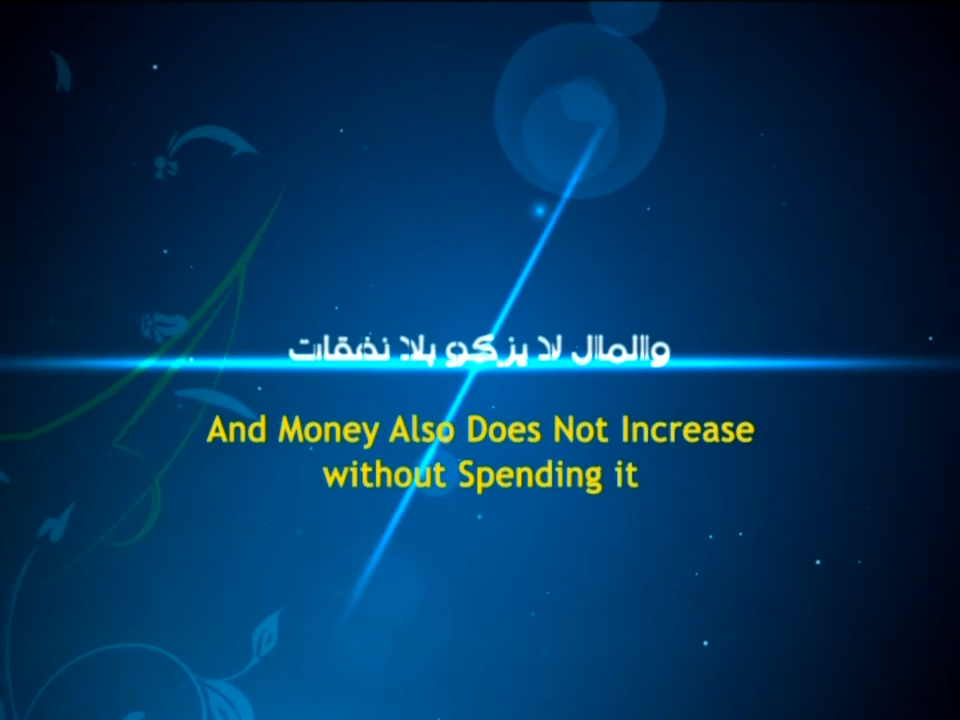 والمال لا يزكو بلا نفقات
And Money Also Does Not Increase
without Spending it